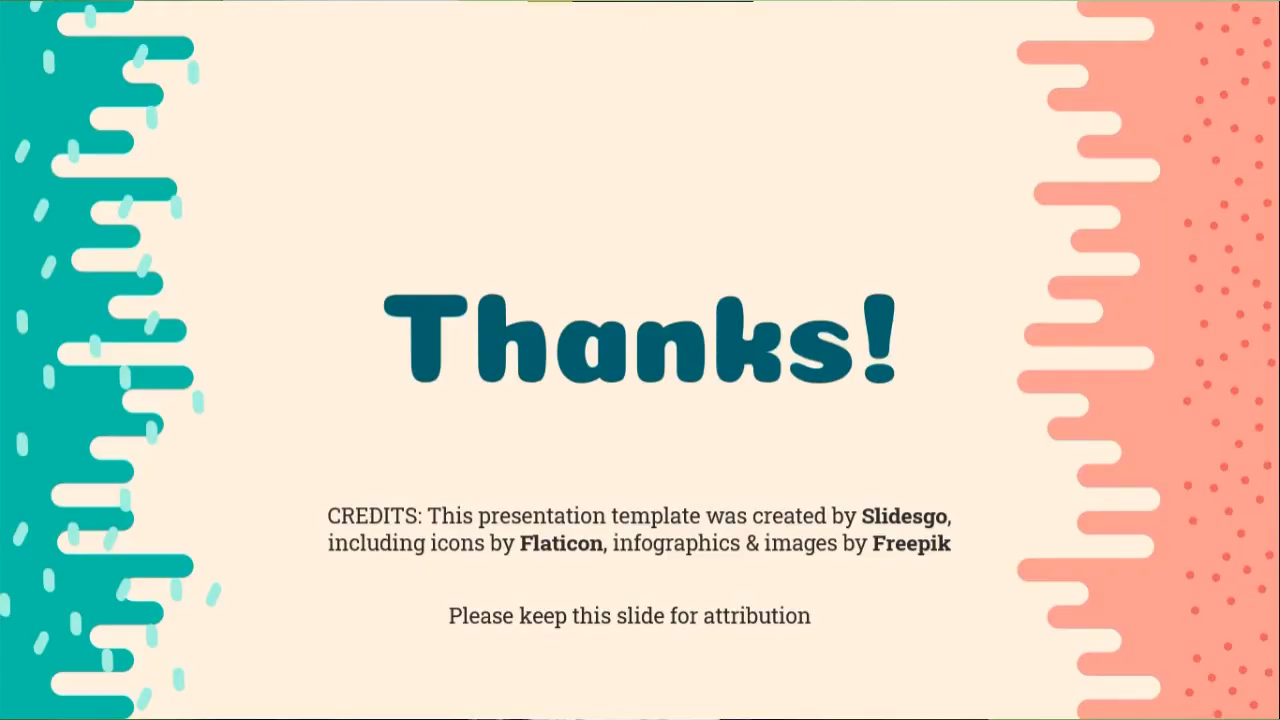 Thanks!
CREDITS: This presentation template was created by Slidesgo,
including icons by Flaticon, infographics & images by Freepik
Please keep this slide for attribution